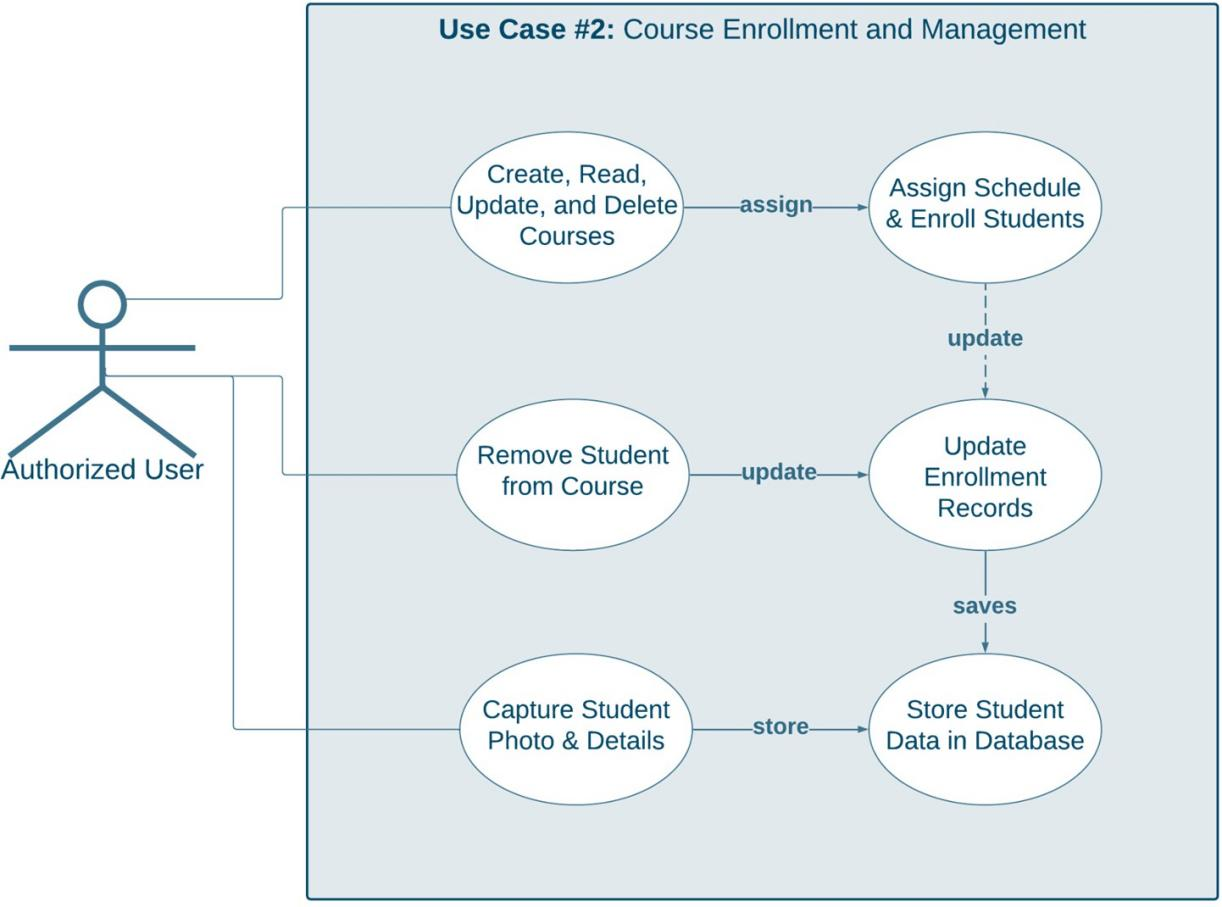 Use Case #2: Course Enrollment and Management
Create, Read,
Update, and Delete
Courses
assign
Assign Schedule
& Enroll Students
update
Authorized User
Remove Student
from Course
update
Update
Enrollment
Records
saves
Capture Student
Photo & Details
store
Store Student
Data in Database